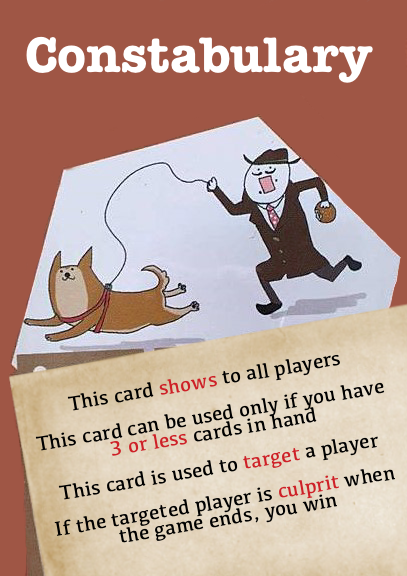 Constabulary
This card shows to all players
This card can be used only if you have
3 or less cards in hand
This card is used to target a player
If the targeted player is culprit when
the game ends, you win